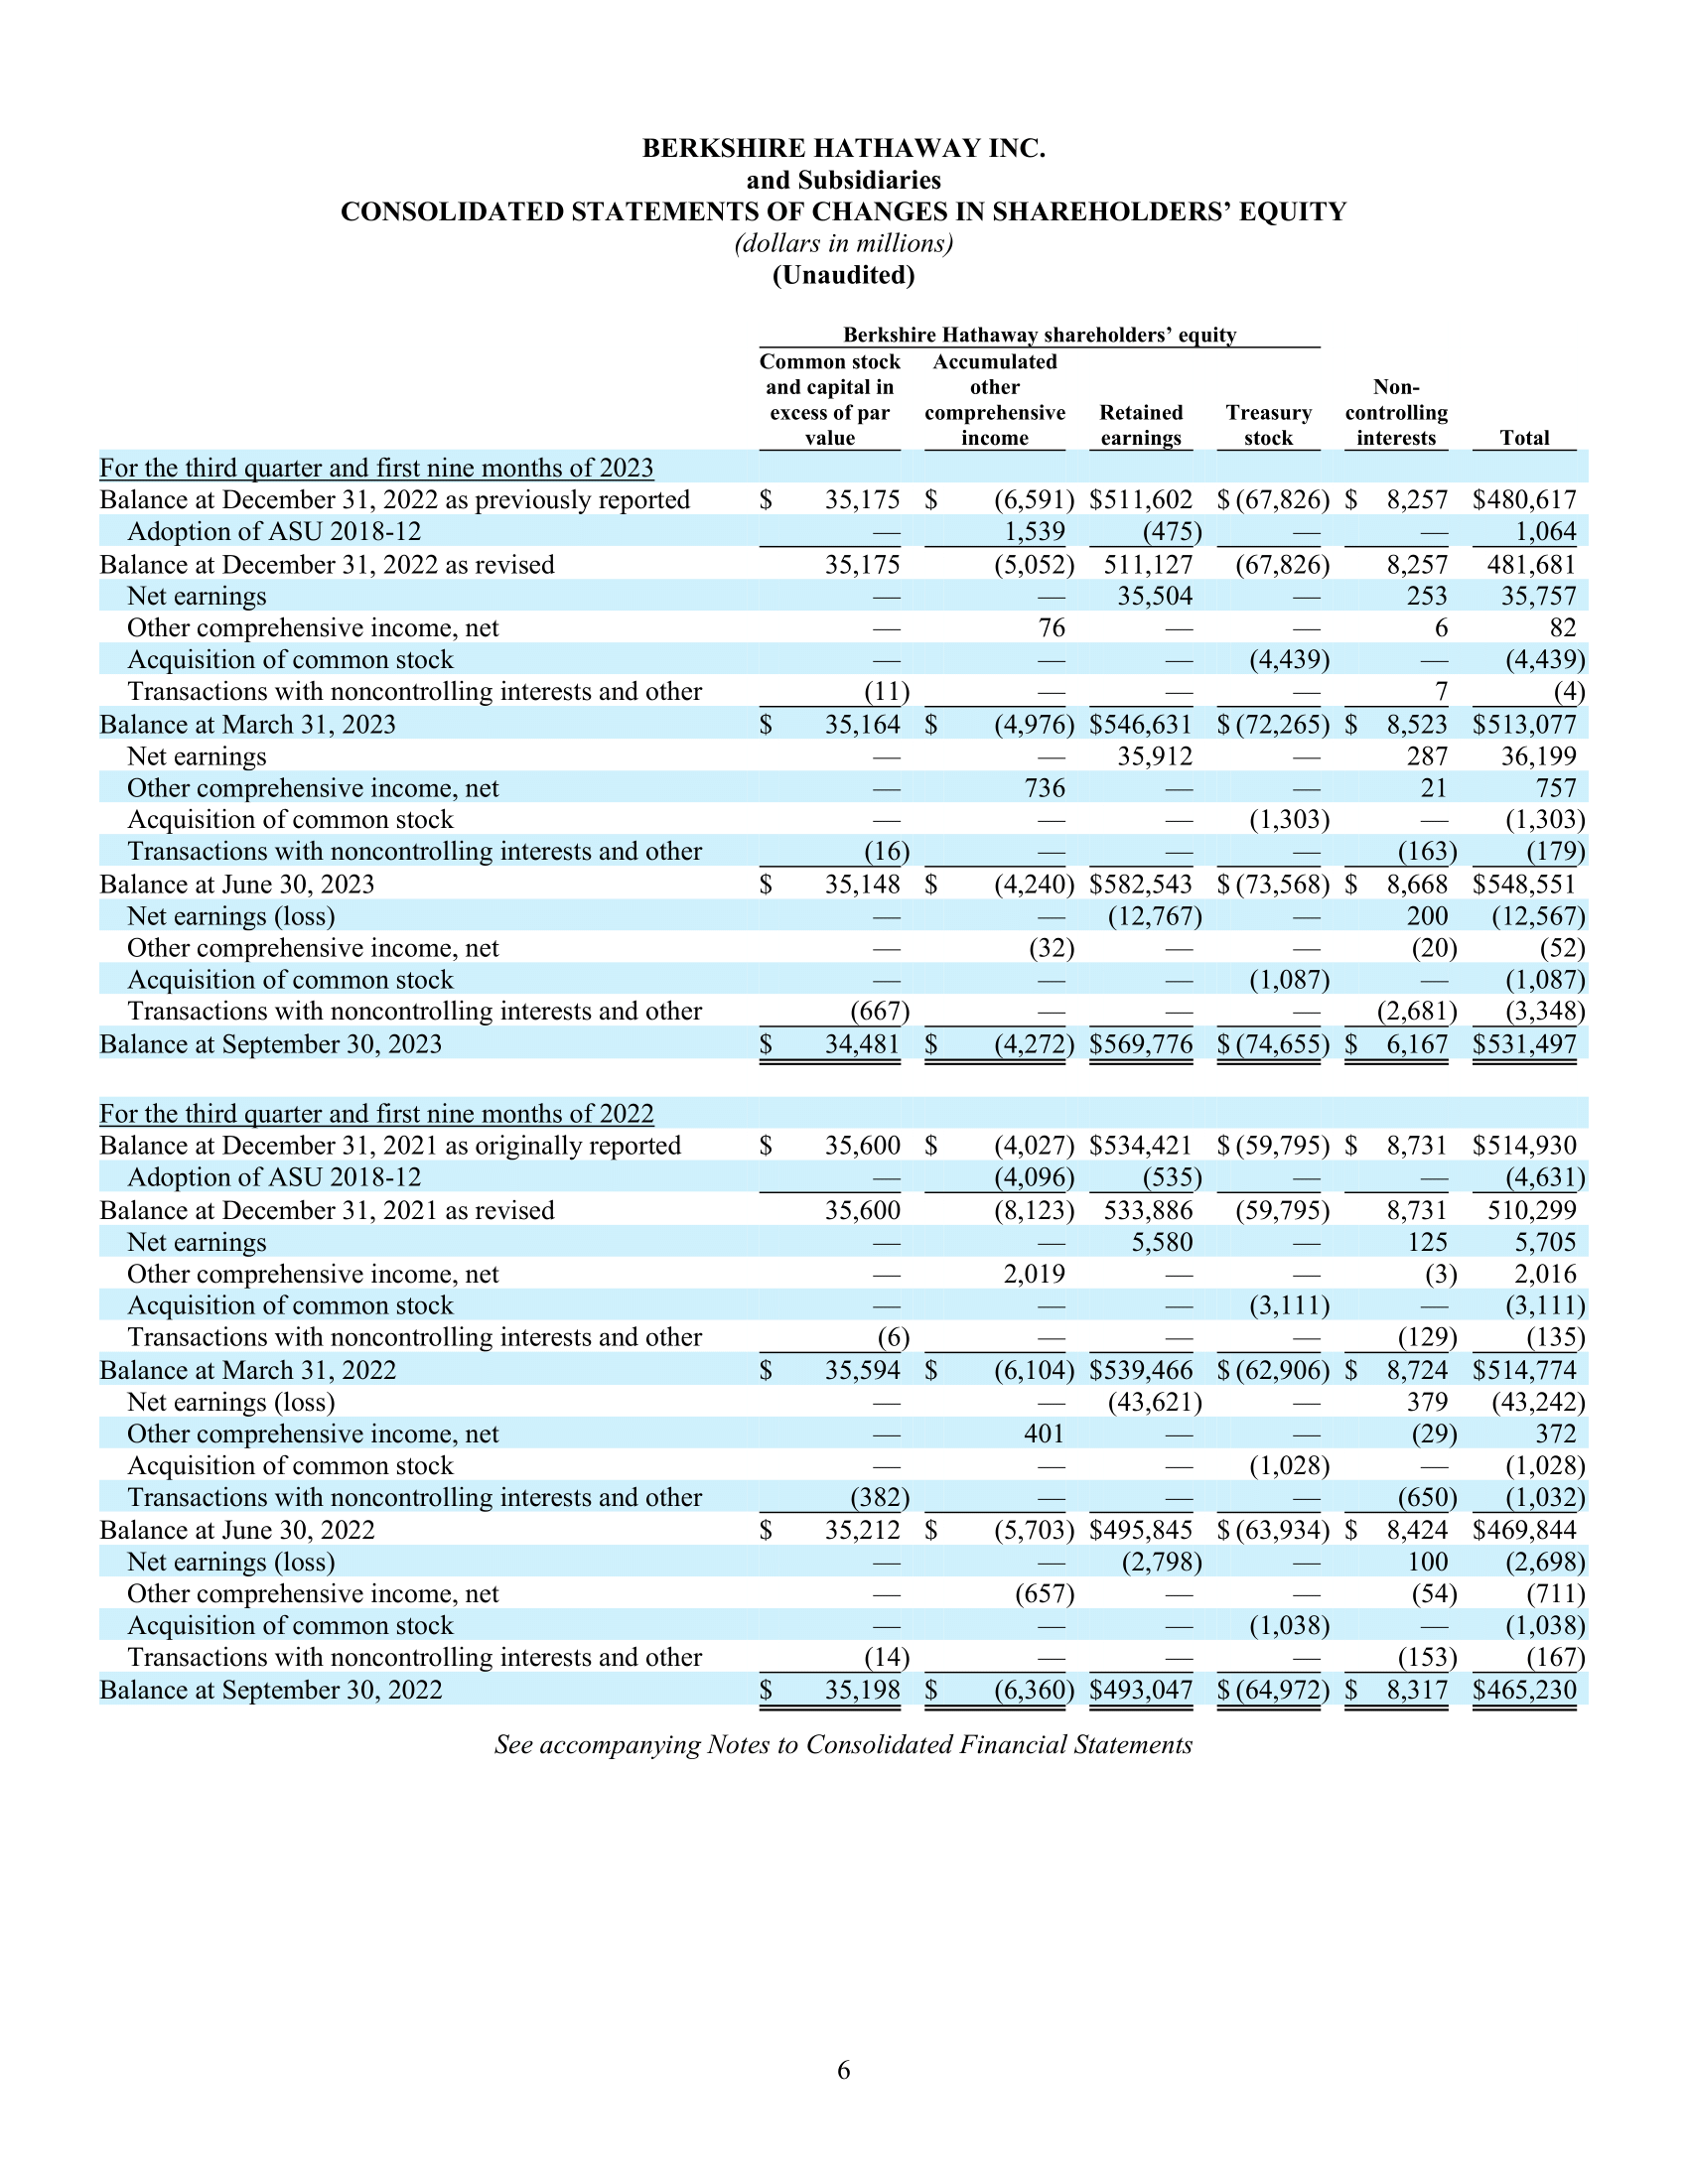 BERKSHIRE HATHAWAY INC.
and Subsidiaries
CONSOLIDATED STATEMENTS OF CHANGES IN SHAREHOLDERS’ EQUITY
(dollars in millions)
(Unaudited)
Berkshire Hathaway shareholders’ equity
Common stock Accumulated
and capital in other Non-
excess of par comprehensive Retained Treasury controlling
value income earnings stock interests Total
For the third quarter and first nine months of 2023
Balance at December 31, 2022 as previously reported $ 35,175 $ (6,591) $511,602 $ (67,826) $ 8,257 $480,617
Adoption of ASU 2018-12 — 1,539 (475) — — 1,064
Balance at December 31, 2022 as revised 35,175 (5,052) 511,127 (67,826) 8,257 481,681
Net earnings — — 35,504 — 253 35,757
Other comprehensive income, net — 76 — — 6 82
Acquisition of common stock — — — (4,439) — (4,439)
Transactions with noncontrolling interests and other (11) — — — 7 (4)
Balance at March 31, 2023 $ 35,164 $ (4,976) $546,631 $ (72,265) $ 8,523 $513,077
Net earnings — — 35,912 — 287 36,199
Other comprehensive income, net — 736 — — 21 757
Acquisition of common stock — — — (1,303) — (1,303)
Transactions with noncontrolling interests and other (16) — — — (163) (179)
Balance at June 30, 2023 $ 35,148 $ (4,240) $582,543 $ (73,568) $ 8,668 $548,551
Net earnings (loss) — — (12,767) — 200 (12,567)
Other comprehensive income, net — (32) — — (20) (52)
Acquisition of common stock — — — (1,087) — (1,087)
Transactions with noncontrolling interests and other (667) — — — (2,681) (3,348)
Balance at September 30, 2023 $ 34,481 $ (4,272) $569,776 $ (74,655) $ 6,167 $531,497
For the third quarter and first nine months of 2022
Balance at December 31, 2021 as originally reported $ 35,600 $ (4,027) $534,421 $ (59,795) $ 8,731 $514,930
Adoption of ASU 2018-12 — (4,096) (535) — — (4,631)
Balance at December 31, 2021 as revised 35,600 (8,123) 533,886 (59,795) 8,731 510,299
Net earnings — — 5,580 — 125 5,705
Other comprehensive income, net — 2,019 — — (3) 2,016
Acquisition of common stock — — — (3,111) — (3,111)
Transactions with noncontrolling interests and other (6) — — — (129) (135)
Balance at March 31, 2022 $ 35,594 $ (6,104) $539,466 $ (62,906) $ 8,724 $514,774
Net earnings (loss) — — (43,621) — 379 (43,242)
Other comprehensive income, net — 401 — — (29) 372
Acquisition of common stock — — — (1,028) — (1,028)
Transactions with noncontrolling interests and other (382) — — — (650) (1,032)
Balance at June 30, 2022 $ 35,212 $ (5,703) $495,845 $ (63,934) $ 8,424 $469,844
Net earnings (loss) — — (2,798) — 100 (2,698)
Other comprehensive income, net — (657) — — (54) (711)
Acquisition of common stock — — — (1,038) — (1,038)
Transactions with noncontrolling interests and other (14) — — — (153) (167)
Balance at September 30, 2022 $ 35,198 $ (6,360) $493,047 $ (64,972) $ 8,317 $465,230
See accompanying Notes to Consolidated Financial Statements
6